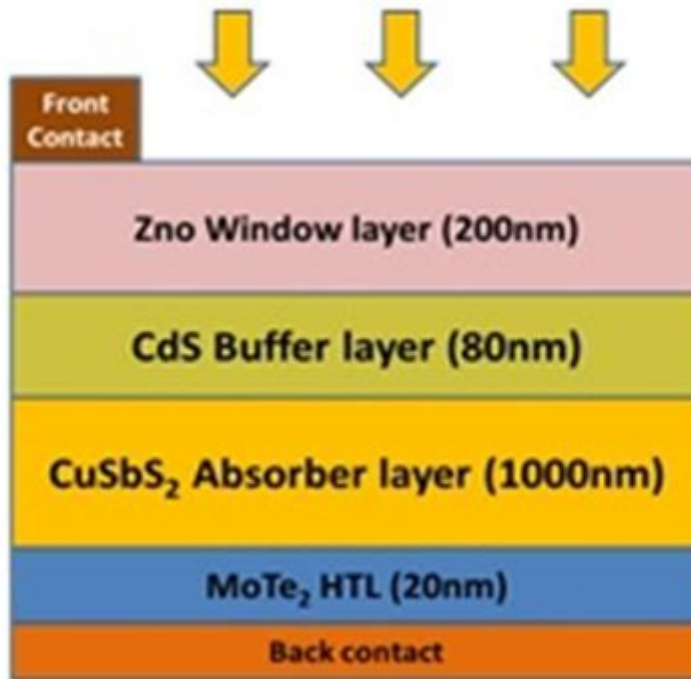 Front
Contact
Zno Window layer (200nm)
CdS Buffer layer (80nm)
CuSbS₂ Absorber layer (1000nm)
MoTe₂ HTL (20nm)
Back contact